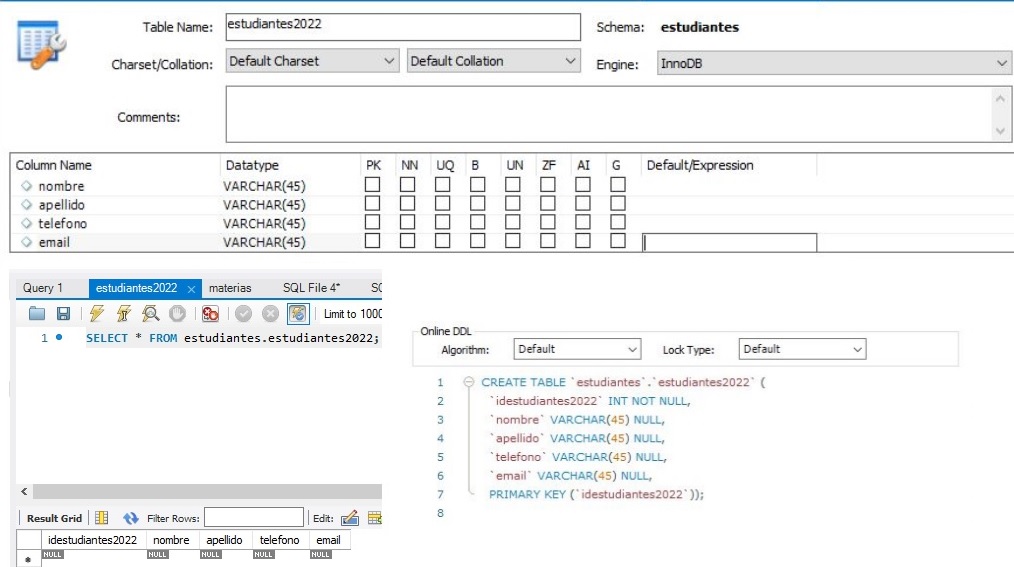 Table Name: estudiantes2022 Schema: estudiantes
Charset/Collation: Default Charset Default Collation Engine: InnoDB
Comments:
Column Name Datatype PK NN UQ B UN ZF AI G Default/Expression
nombre VARCHAR(45)
apellido VARCHAR(45)
telefono VARCHAR(45)
email VARCHAR(45)
Query 1 estudiantes2022 × materias SQL File 4* SC
Limit to 1000
1 SELECT * FROM estudiantes.estudiantes2022;
Result Grid Filter Rows: Edit:
idestudiantes2022 nombre apellido telefono email
* NULL NULL NULL NULL NULL
Online DDL
Algorithm: Default Lock Type: Default
1 CREATE TABLE `estudiantes`.`estudiantes2022` (
2 `idestudiantes2022` INT NOT NULL,
3 `nombre` VARCHAR(45) NULL,
4 `apellido` VARCHAR(45) NULL,
5 `telefono` VARCHAR(45) NULL,
6 `email` VARCHAR(45) NULL,
7 PRIMARY KEY (`idestudiantes2022`));
8